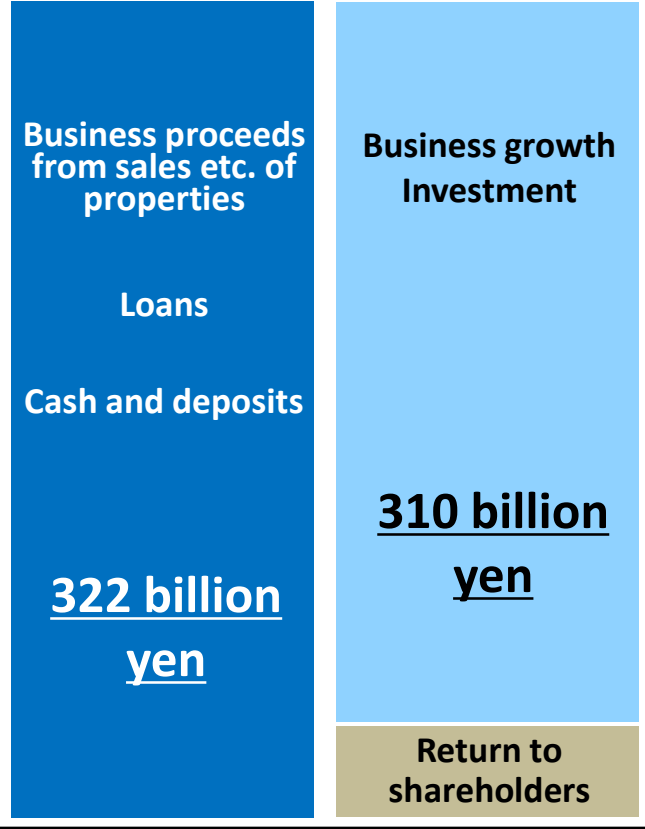 Business proceeds
from sales etc. of
properties
Loans
Cash and deposits
322 billion
yen
Business growth
Investment
310 billion
yen
Return to
shareholders